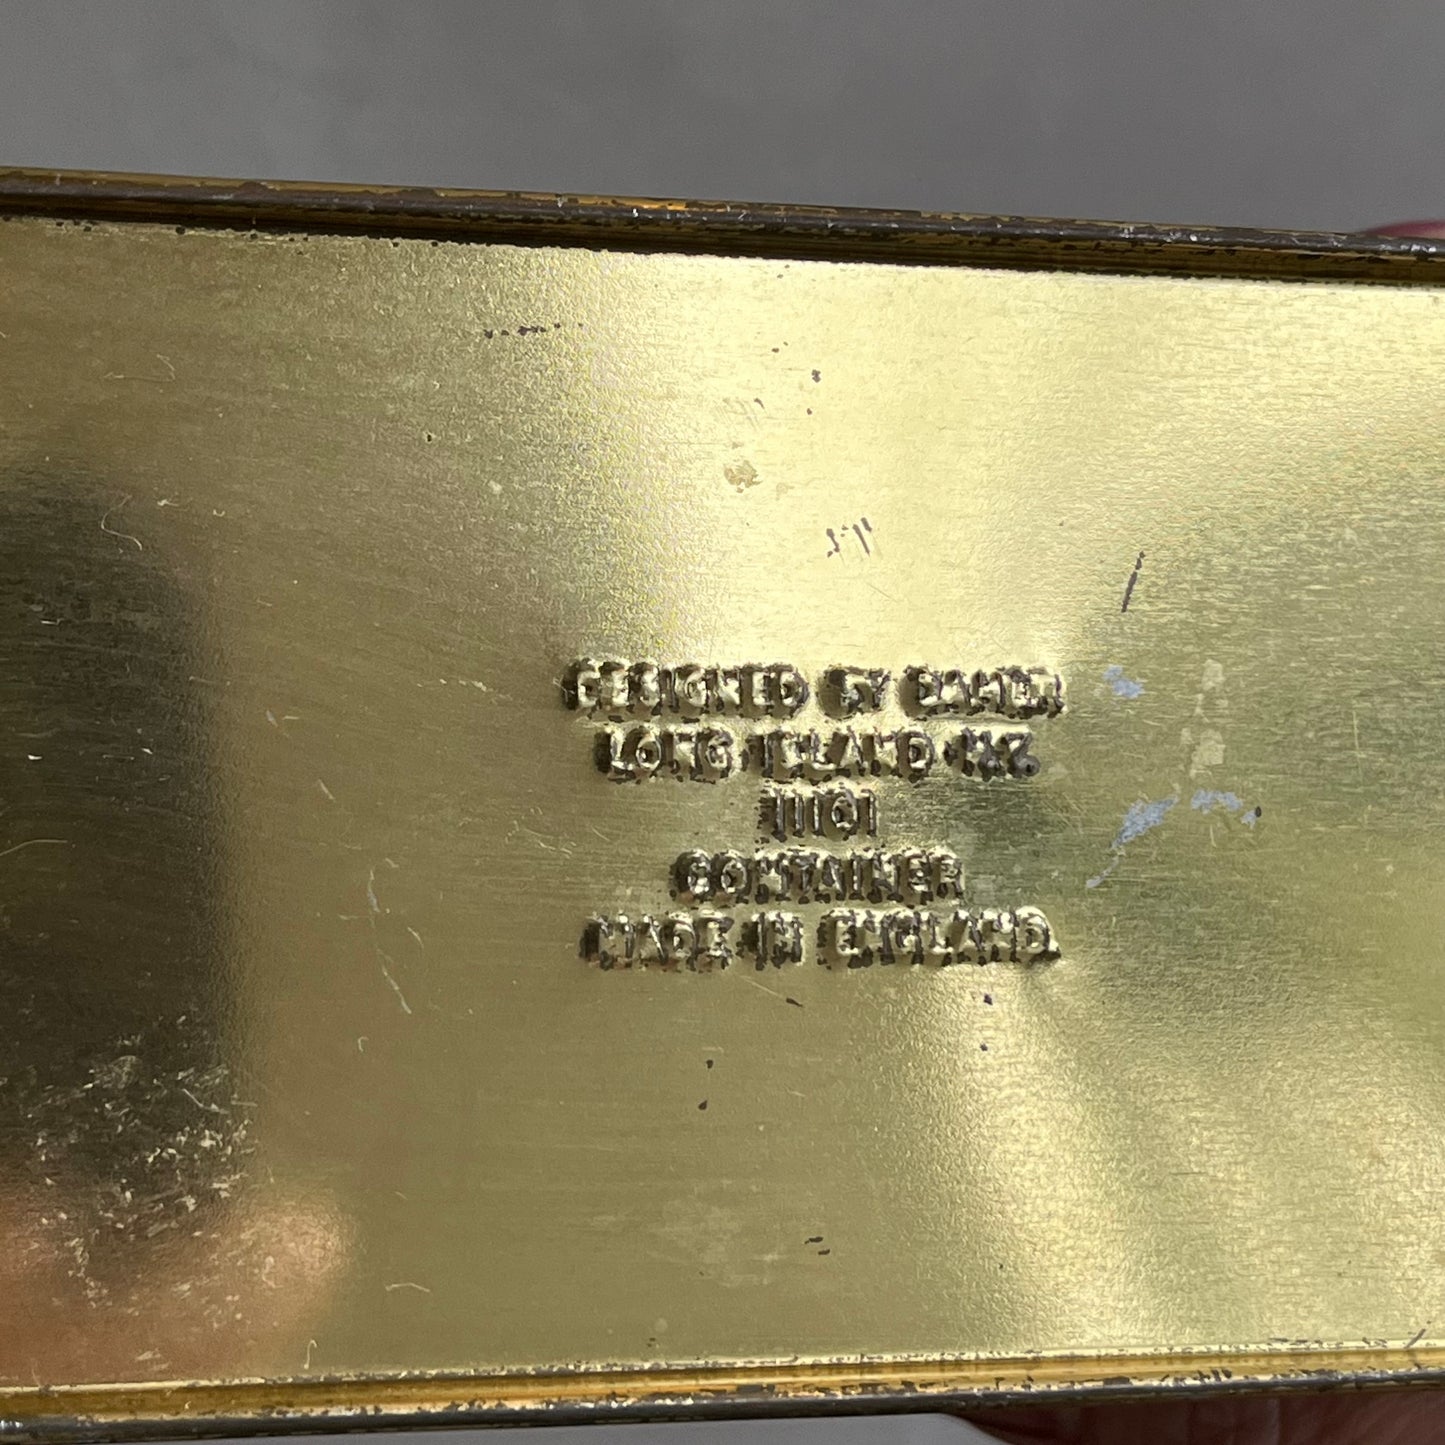 DESIGNED BY DAHER
LONG ISLAND N.Y.
11101
CONTAINER
MADE IN ENGLAND.